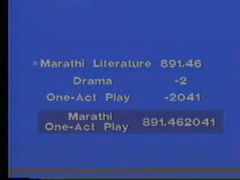 *Marathi Literature 891.46
Drama -2
One-Act Play -2041
Marathi
One-Act Play 891.462041